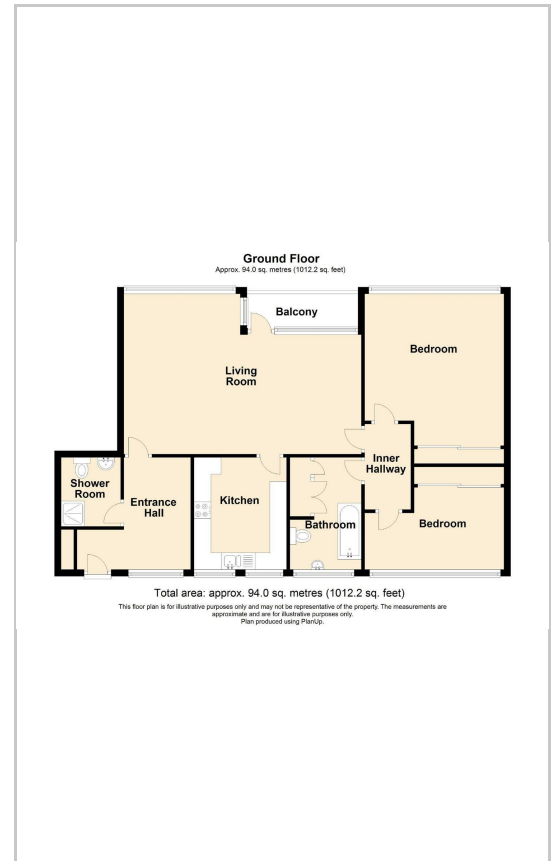 Ground Floor
Approx. 94.0 sq. metres (1012.2 sq. feet)
Balcony
Bedroom
Living
Room
Inner
Hallway
Shower
Room
Entrance
Hall
Kitchen
Bathroom
Bedroom
Total area: approx. 94.0 sq. metres (1012.2 sq. feet)
This floor plan is for illustrative purposes only and may not be representative of the property. The measurements are
approximate and are for illustrative purposes only.
Plan produced using PlanUp.